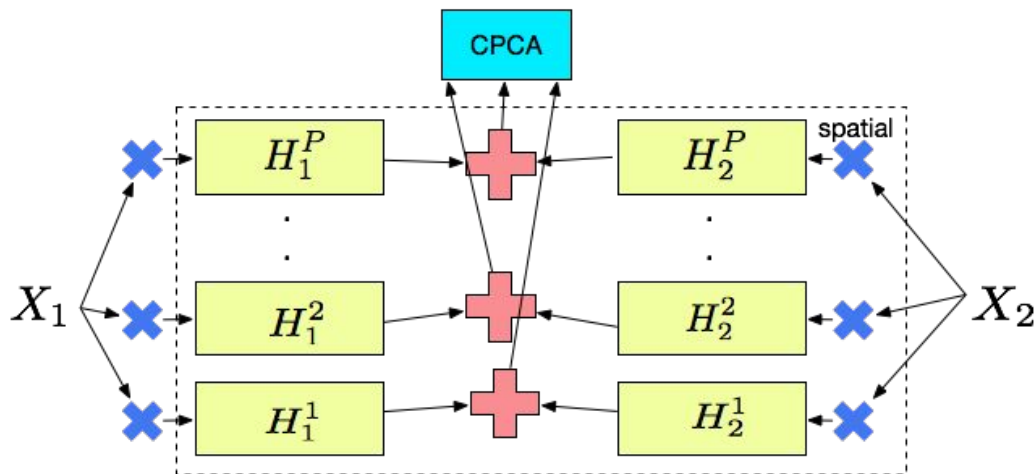 CPCA
spatial
$H_1^P$ $H_2^P$
. .
. .
$X_1$ $H_1^2$ $H_2^2$ $X_2$
$H_1^1$ $H_2^1$